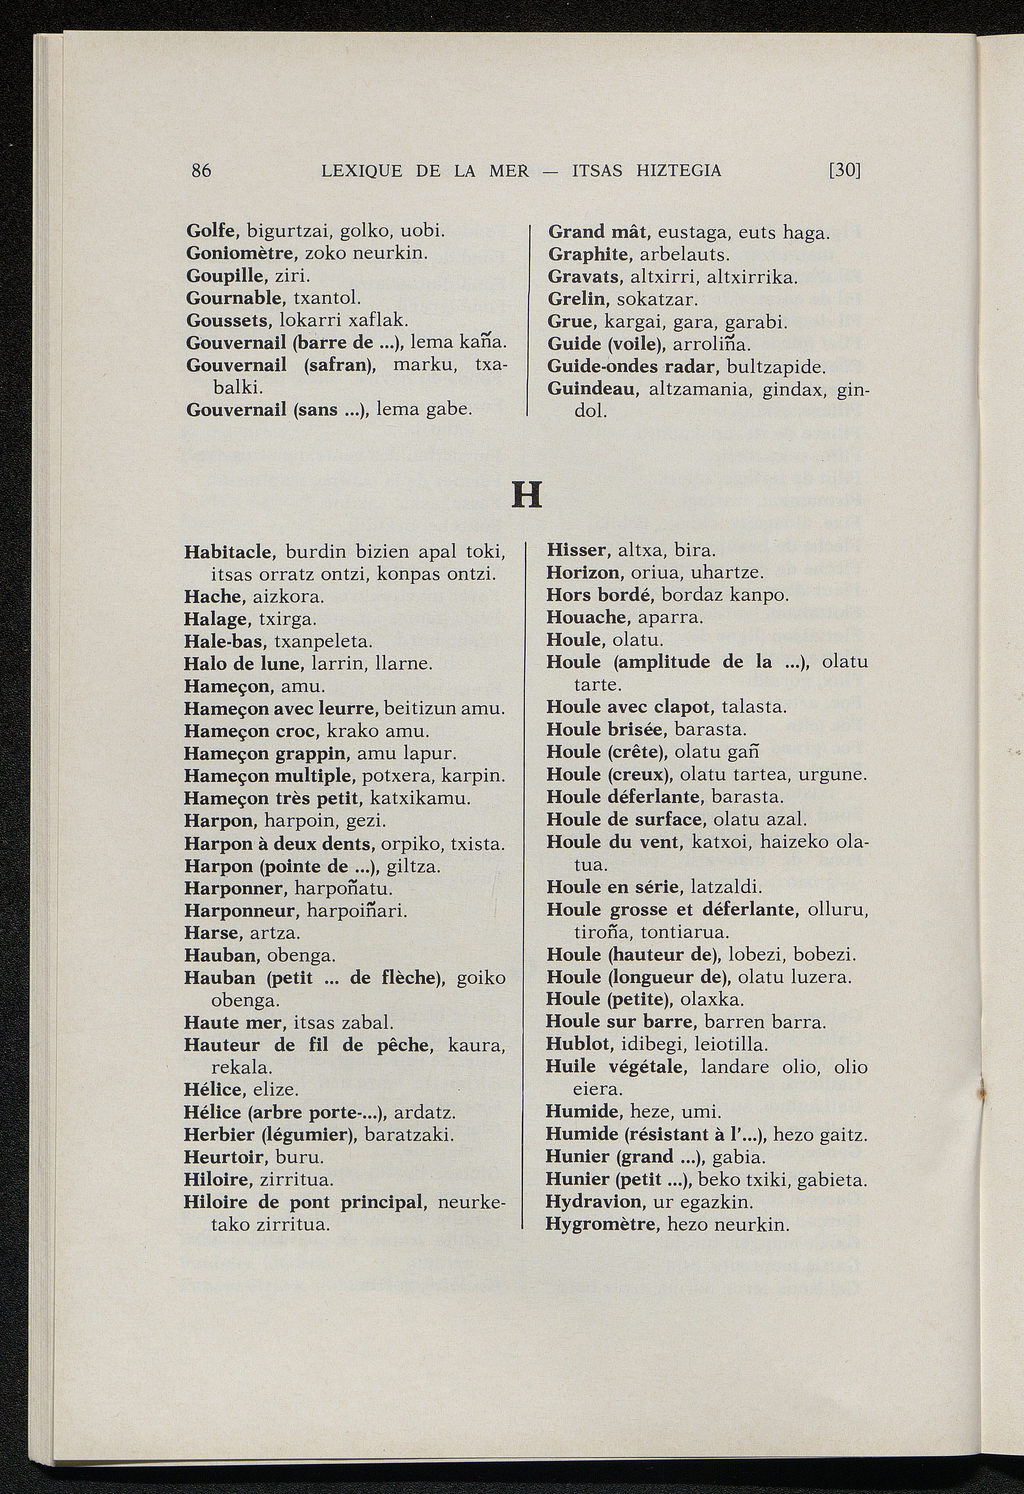 86 LEXIQUE DE LA MER — ITSAS HIZTEGIA [30]
Golfe, bigurtzai, golko, uobi.
Goniomètre, zoko neurkin.
Goupille, ziri.
Gournable, txantol.
Goussets, lokarri xaflak.
Gouvernail (barre de ...), lema kaña.
Gouvernail (safran), marku, txa-
balki.
Gouvernail (sans ...), lema gabe.
Grand mât, eustaga, euts haga.
Graphite, arbelauts.
Gravats, altxirri, altxirrika.
Grelin, sokatzar.
Grue, kargai, gara, garabi.
Guide (voile), arroliña.
Guide-ondes radar, bultzapide.
Guindeau, altzamania, gindax, gin-
dol.
H
Habitacle, burdin bizien apal toki,
itsas orratz ontzi, konpas ontzi.
Hache, aizkora.
Halage, txirga.
Hale-bas, txanpeleta.
Halo de lune, larrin, llarne.
Hameçon, amu.
Hameçon avec leurre, beitizun amu.
Hameçon croc, krako amu.
Hameçon grappin, amu lapur.
Hameçon multiple, potxera, karpin.
Hameçon très petit, katxikamu.
Harpon, harpoin, gezi.
Harpon à deux dents, orpiko, txista.
Harpon (pointe de ...), giltza.
Harponner, harpoñatu.
Harponneur, harpoiñari.
Harse, artza.
Hauban, obenga.
Hauban (petit ... de flèche), goiko
obenga.
Haute mer, itsas zabal.
Hauteur de fil de pêche, kaura,
rekala.
Hélice, elize.
Hélice (arbre porte-...), ardatz.
Herbier (légumier), baratzaki.
Heurtoir, buru.
Hiloire, zirritua.
Hiloire de pont principal, neurke-
tako zirritua.
Hisser, altxa, bira.
Horizon, oriua, uhartze.
Hors bordé, bordaz kanpo.
Houache, aparra.
Houle, olatu.
Houle (amplitude de la ...), olatu
tarte.
Houle avec clapot, talasta.
Houle brisée, barasta.
Houle (crête), olatu gañ
Houle (creux), olatu tartea, urgune.
Houle déferlante, barasta.
Houle de surface, olatu azal.
Houle du vent, katxoi, haizeko ola-
tua.
Houle en série, latzaldi.
Houle grosse et déferlante, olluru,
tiroña, tontiarua.
Houle (hauteur de), lobezi, bobezi.
Houle (longueur de), olatu luzera.
Houle (petite), olaxka.
Houle sur barre, barren barra.
Hublot, idibegi, leiotilla.
Huile végétale, landare olio, olio
eiera.
Humide, heze, umi.
Humide (résistant à l'...), hezo gaitz.
Hunier (grand ...), gabia.
Hunier (petit ...), beko txiki, gabieta.
Hydravion, ur egazkin.
Hygromètre, hezo neurkin.